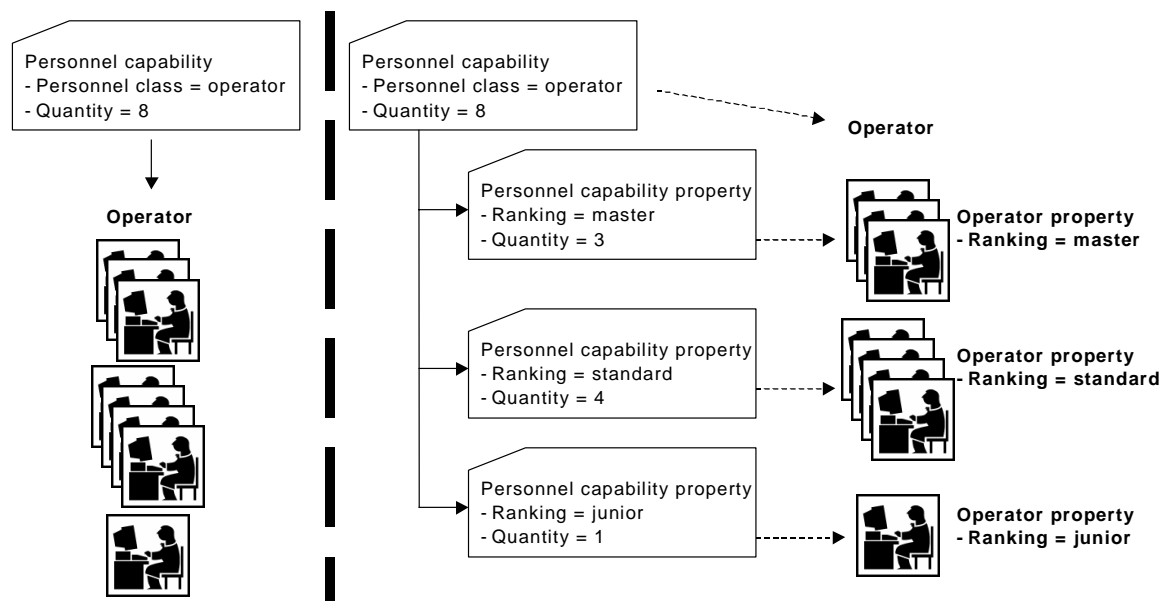 Personnel capability
- Personnel class = operator
- Quantity = 8
Operator
Personnel capability
- Personnel class = operator
- Quantity = 8
Operator
Personnel capability property
- Ranking = master
- Quantity = 3
Operator property
- Ranking = master
Personnel capability property
- Ranking = standard
- Quantity = 4
Operator property
- Ranking = standard
Personnel capability property
- Ranking = junior
- Quantity = 1
Operator property
- Ranking = junior